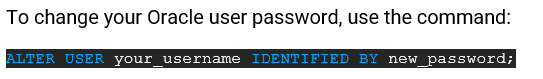 To change your Oracle user password, use the command:
ALTER USER your_username IDENTIFIED BY new_password;